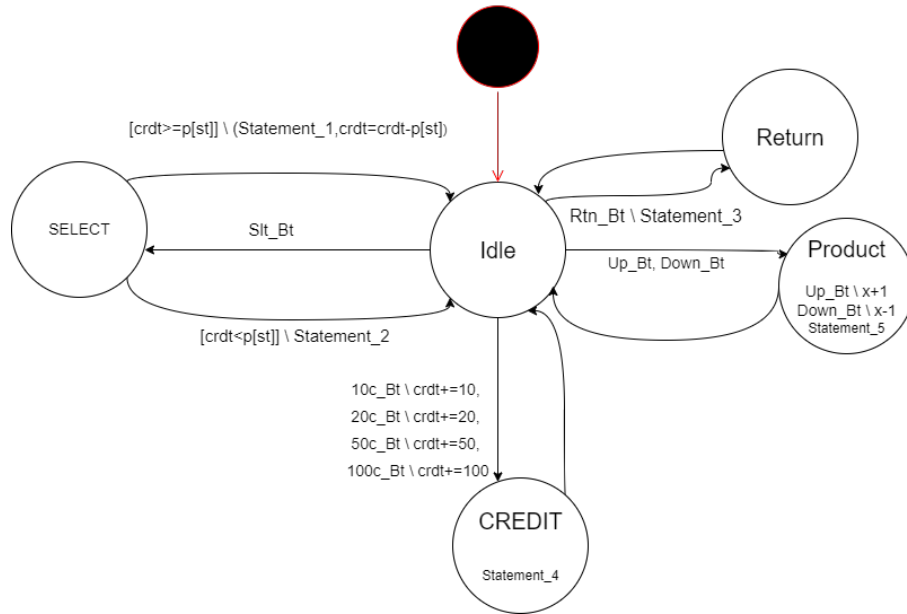 [crdt>=p[st]] \ (Statement_1,crdt=crdt-p[st])
Return
SELECT
Slt_Bt
Idle
Rtn_Bt \ Statement_3
Up_Bt, Down_Bt
Product
Up_Bt \ x+1
Down_Bt \ x-1
Statement_5
[crdt<p[st]] \ Statement_2
10c_Bt \ crdt+=10,
20c_Bt \ crdt+=20,
50c_Bt \ crdt+=50,
100c_Bt \ crdt+=100
CREDIT
Statement_4